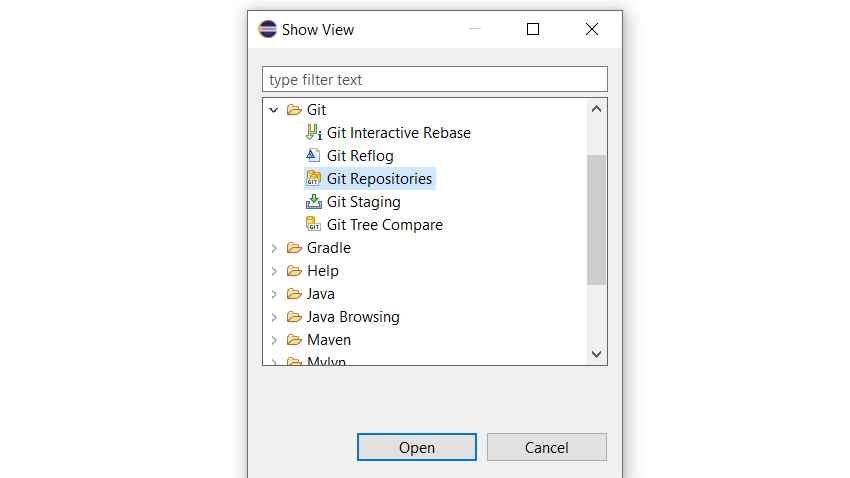 Show View
type filter text
Git
Git Interactive Rebase
Git Reflog
Git Repositories
Git Staging
Git Tree Compare
Gradle
Help
Java
Java Browsing
Maven
Mylyn
Open Cancel